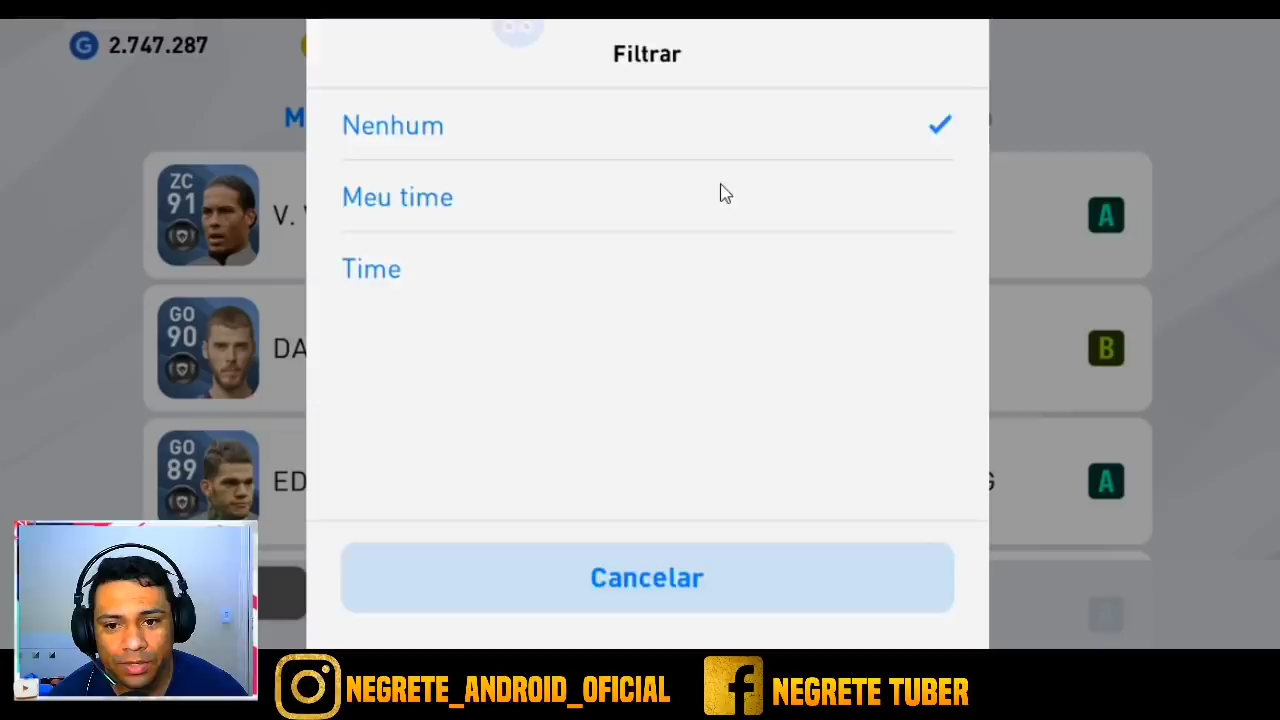 2.747.287
Filtrar
M
Nenhum
Meu time
Time
ZC
91
V.
A
GO
90
DA
B
GO
89
ED
A
Cancelar
NEGRETE_ANDROID_OFICIAL
NEGRETE TUBER